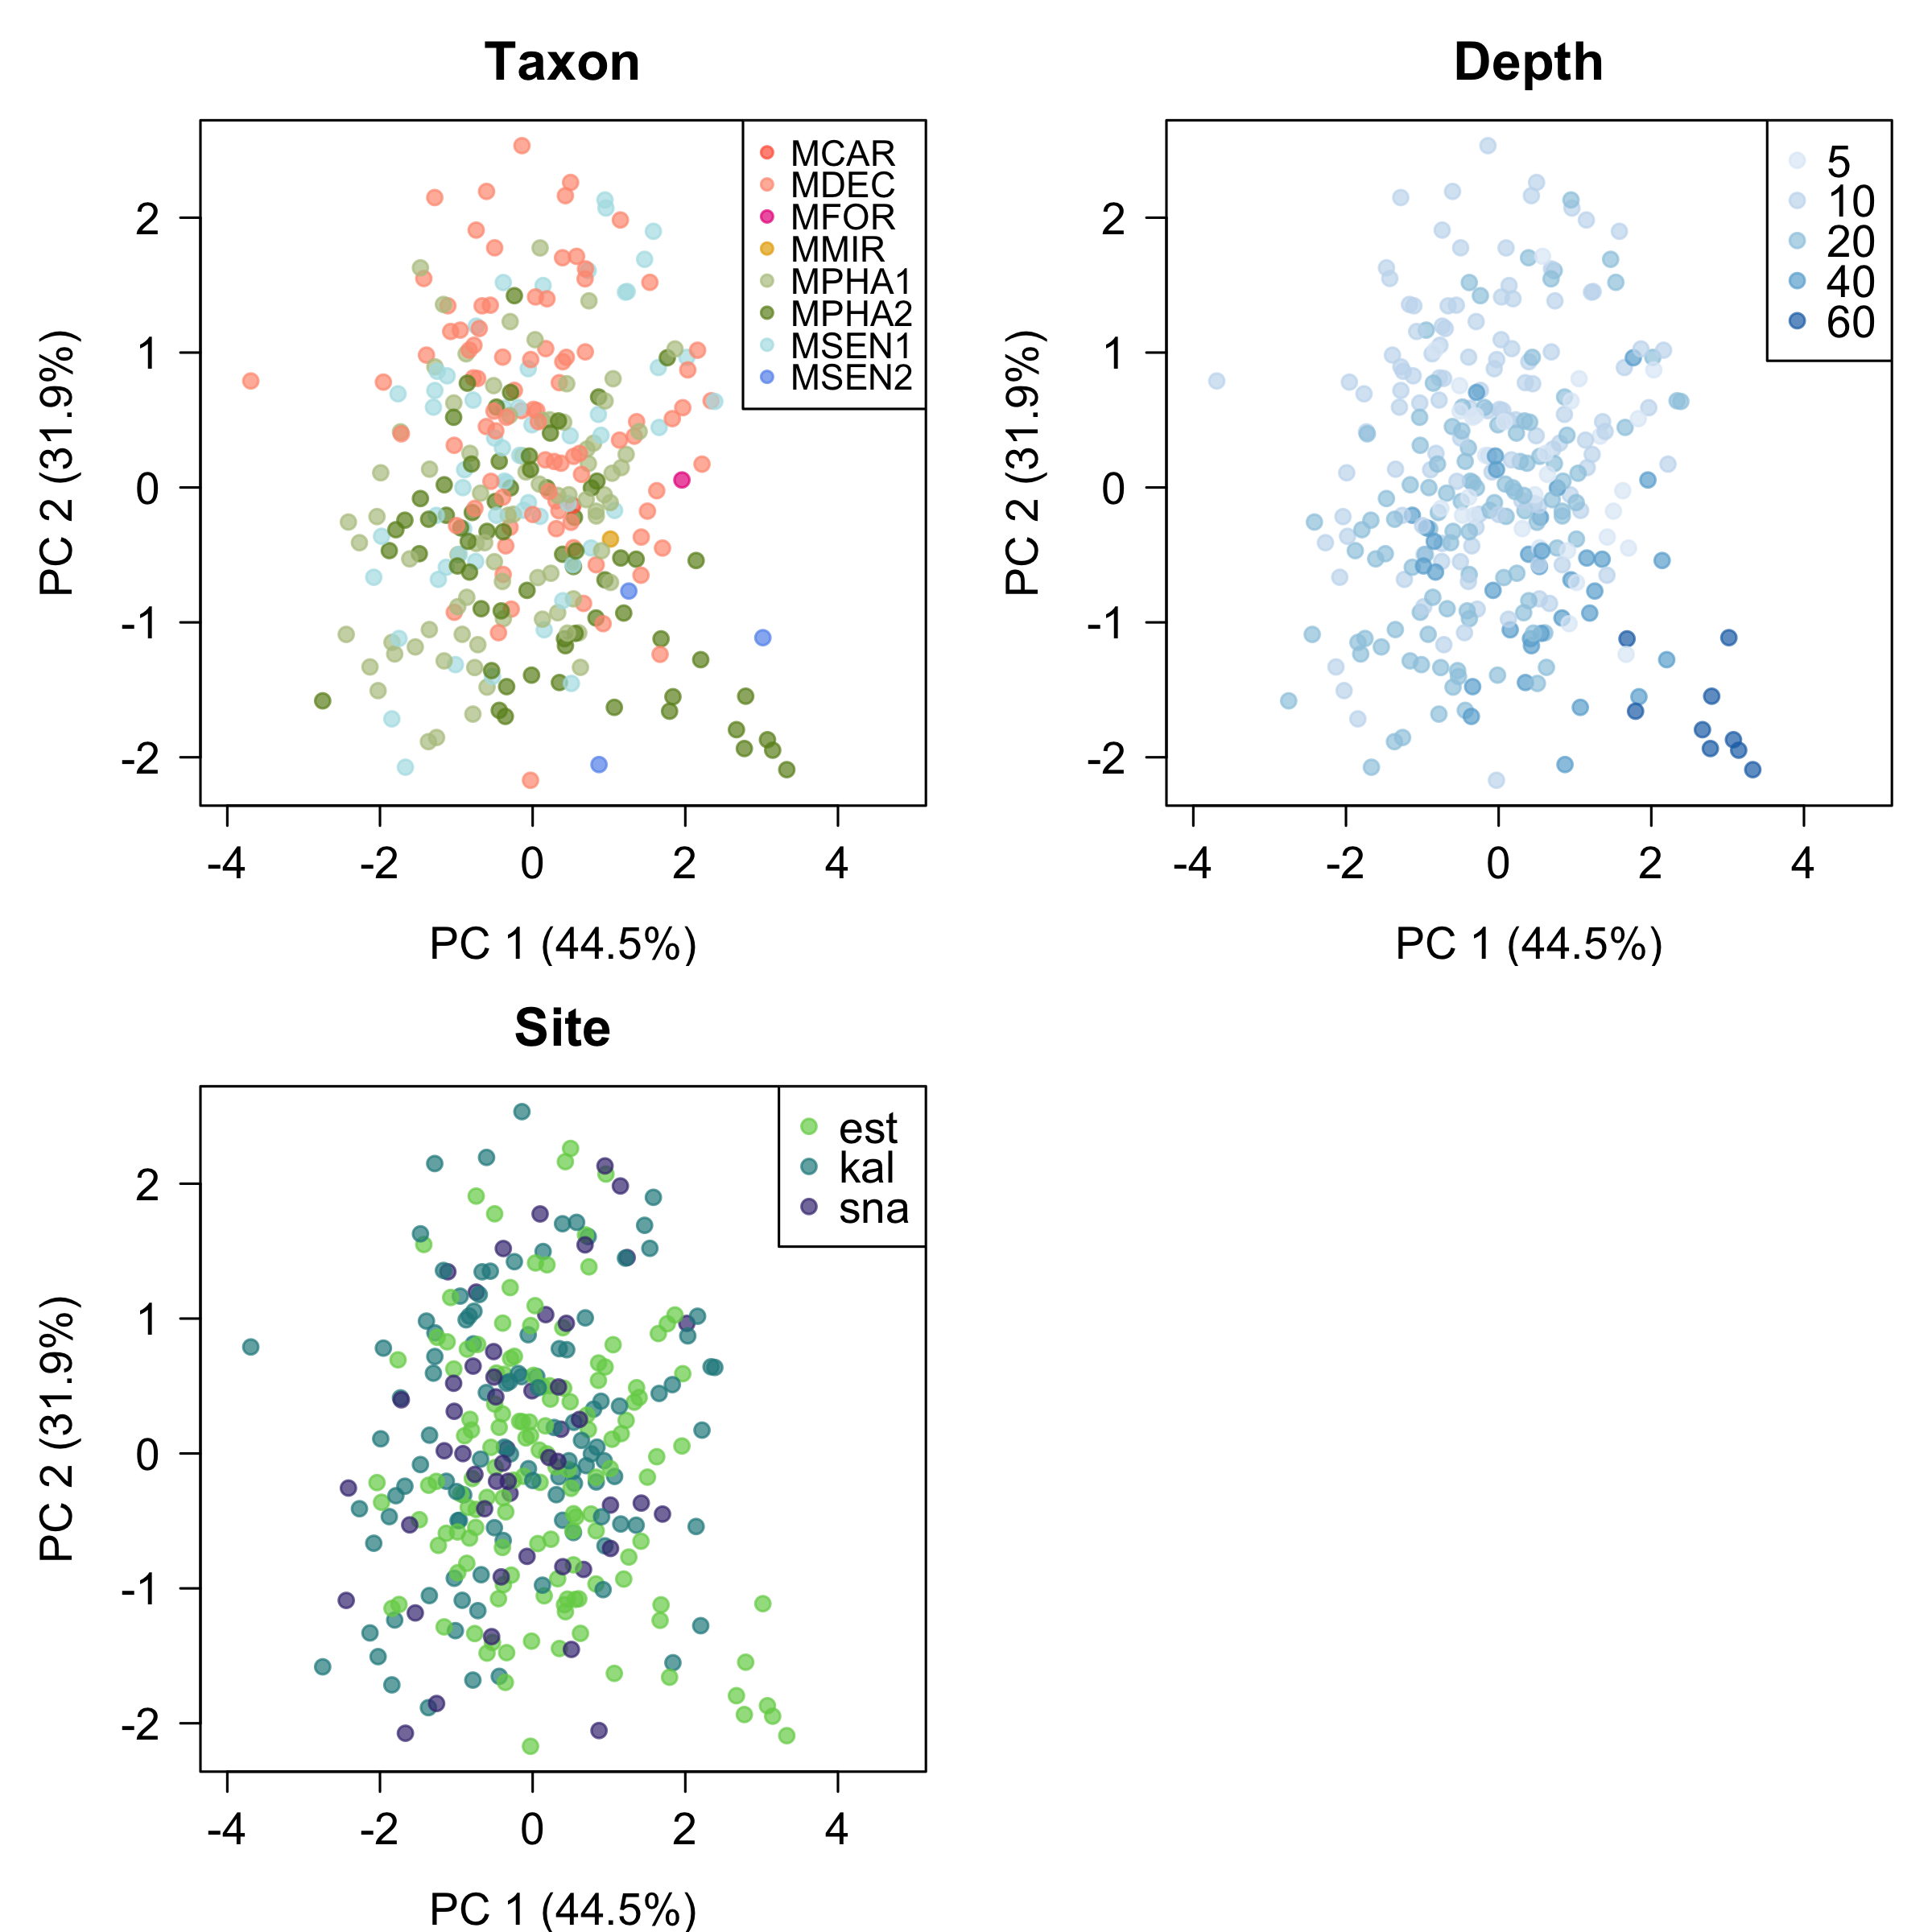 Taxon
MCAR
MDEC
MFOR
MMIR
MPHA1
MPHA2
MSEN1
MSEN2
2
1
0
-1
-2
PC 2 (31.9%)
-4 -2 0 2 4
PC 1 (44.5%)
Depth
5
10
20
40
60
2
1
0
-1
-2
PC 2 (31.9%)
-4 -2 0 2 4
PC 1 (44.5%)
Site
est
kal
sna
2
1
0
-1
-2
PC 2 (31.9%)
-4 -2 0 2 4
PC 1 (44.5%)